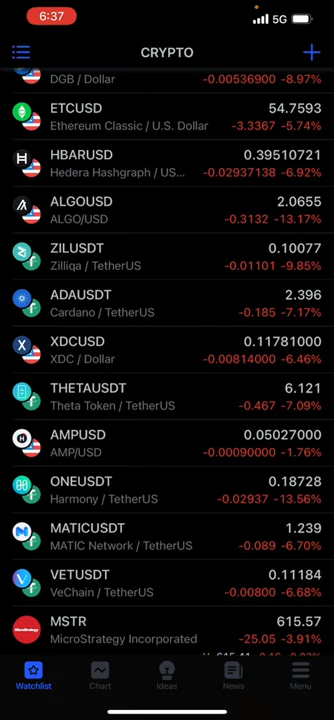 6:37
5G
CRYPTO
DGB / Dollar -0.00536900 -8.97%
ETCUSD 54.7593
Ethereum Classic / U.S. Dollar -3.3367 -5.74%
HBARUSD 0.39510721
Hedera Hashgraph / US... -0.02937138 -6.92%
ALGOUSD 2.0655
ALGO/USD -0.3132 -13.17%
ZILUSDT 0.10077
Zilliqa / TetherUS -0.01101 -9.85%
ADAUSDT 2.396
Cardano / TetherUS -0.185 -7.17%
XDCUSD 0.11781000
XDC / Dollar -0.00814000 -6.46%
THETAUSDT 6.121
Theta Token / TetherUS -0.467 -7.09%
AMPUSD 0.05027000
AMP/USD -0.00090000 -1.76%
ONEUSDT 0.18728
Harmony / TetherUS -0.02937 -13.56%
MATICUSDT 1.239
MATIC Network / TetherUS -0.089 -6.70%
VETUSDT 0.11184
VeChain / TetherUS -0.00800 -6.68%
MSTR 615.57
MicroStrategy Incorporated -25.05 -3.91%
Watchlist Chart Ideas News Menu